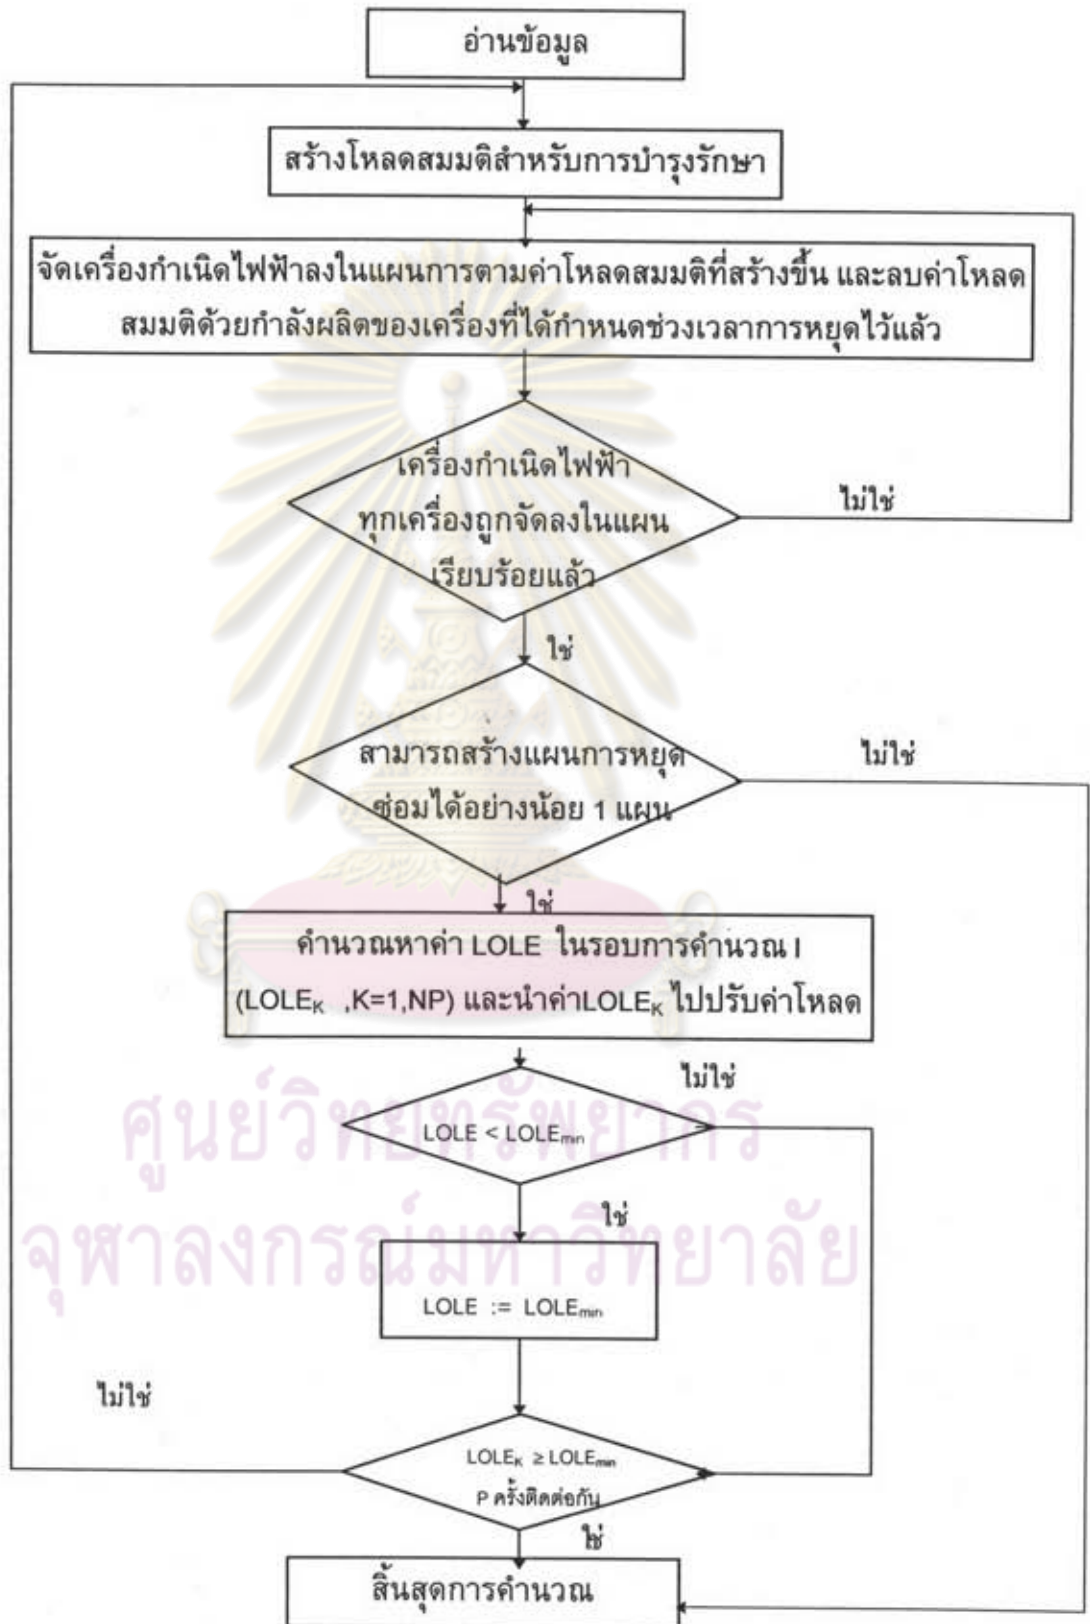 อ่านข้อมูล
สร้างโหลดสมมติสำหรับการบำรุงรักษา
จัดเครื่องกำเนิดไฟฟ้าลงในแผนการตามค่าโหลดสมมติที่สร้างขึ้น และลบค่าโหลด
สมมติด้วยกำลังผลิตของเครื่องที่ได้กำหนดช่วงเวลาการหยุดไว้แล้ว
เครื่องกำเนิดไฟฟ้า
ทุกเครื่องถูกจัดลงในแผน
เรียบร้อยแล้ว
ไม่ใช่
ใช่
สามารถสร้างแผนการหยุด
ซ่อมได้อย่างน้อย 1 แผน
ไม่ใช่
ใช่
คำนวณหาค่า LOLE ในรอบการคำนวณ I
(LOLE_K ,K=1,NP) และนำค่าLOLE_K ไปปรับค่าโหลด
ไม่ใช่
LOLE < LOLE_min
ศูนย์วิทยทรัพยากร
ใช่
จุฬาลงกรณ์มหาวิทยาลัย
LOLE := LOLE_min
ไม่ใช่
LOLE_K ≥ LOLE_min
P ครั้งติดต่อกัน
ใช่
สิ้นสุดการคำนวณ